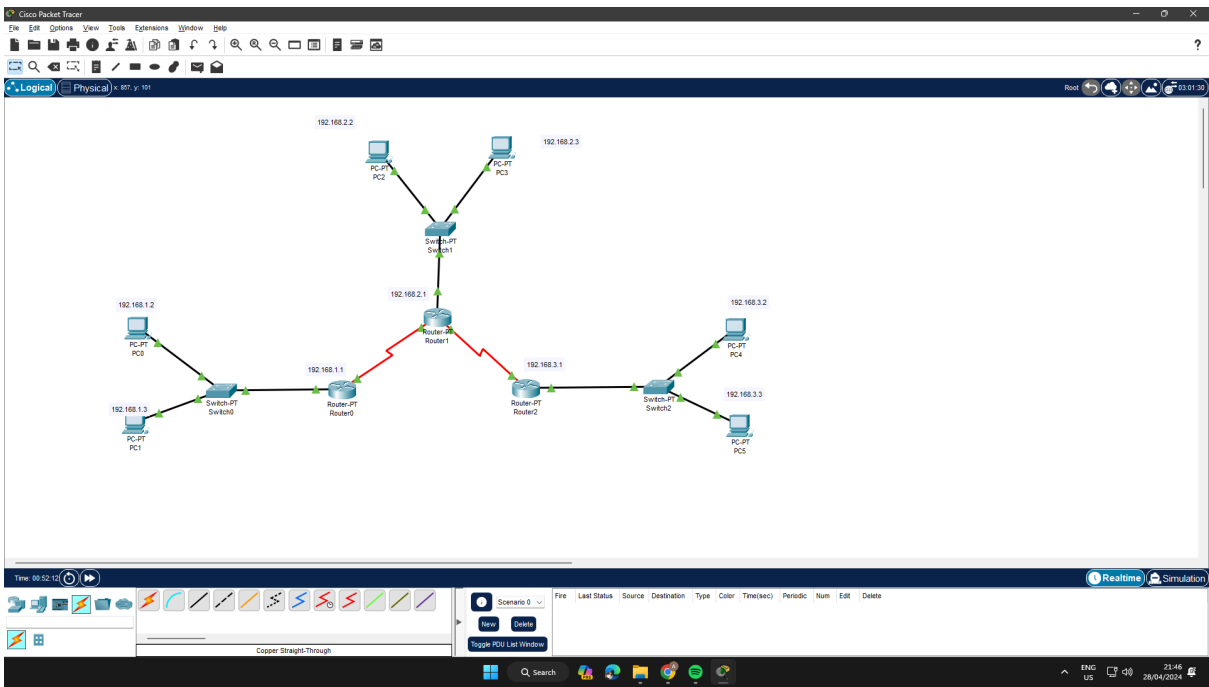 Cisco Packet Tracer
File Edit Options View Tools Extensions Window Help
?
Logical Physical x: 857, y: 101 Root 03:01:30
192.168.2.2
192.168.2.3
PC-PT
PC2
PC-PT
PC3
Switch-PT
Switch1
192.168.2.1
Router-PT
Router1
192.168.1.2
PC-PT
PC0
192.168.3.2
PC-PT
PC4
192.168.1.1
192.168.3.1
Switch-PT
Switch0
Router-PT
Router0
Router-PT
Router2
Switch-PT
Switch2
192.168.3.3
192.168.1.3
PC-PT
PC1
PC-PT
PC5
Time: 00:52:12 Realtime Simulation
Scenario 0
Fire Last Status Source Destination Type Color Time(sec) Periodic Num Edit Delete
New Delete
Toggle PDU List Window
Copper Straight-Through
Search
ENG
US
21:46
28/04/2024